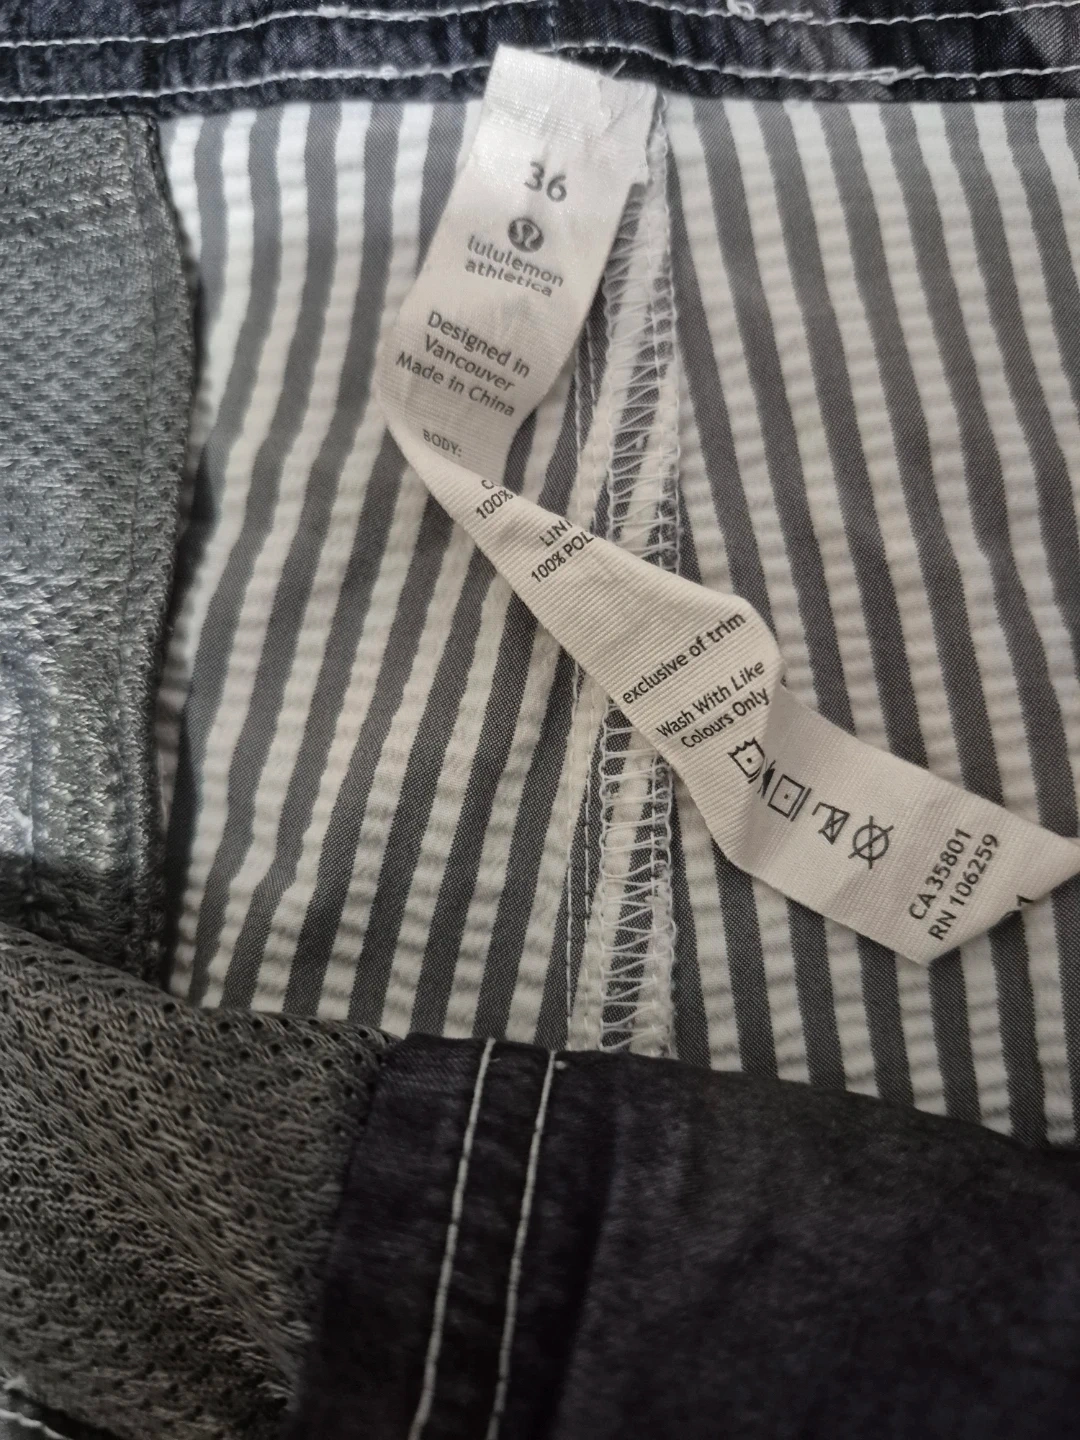 36
lululemon
athletica
Designed in
Vancouver
Made in China
BODY:
100%
100% POL
exclusive of trim
Wash With Like
Colours Only
CA 35801
RN 106259